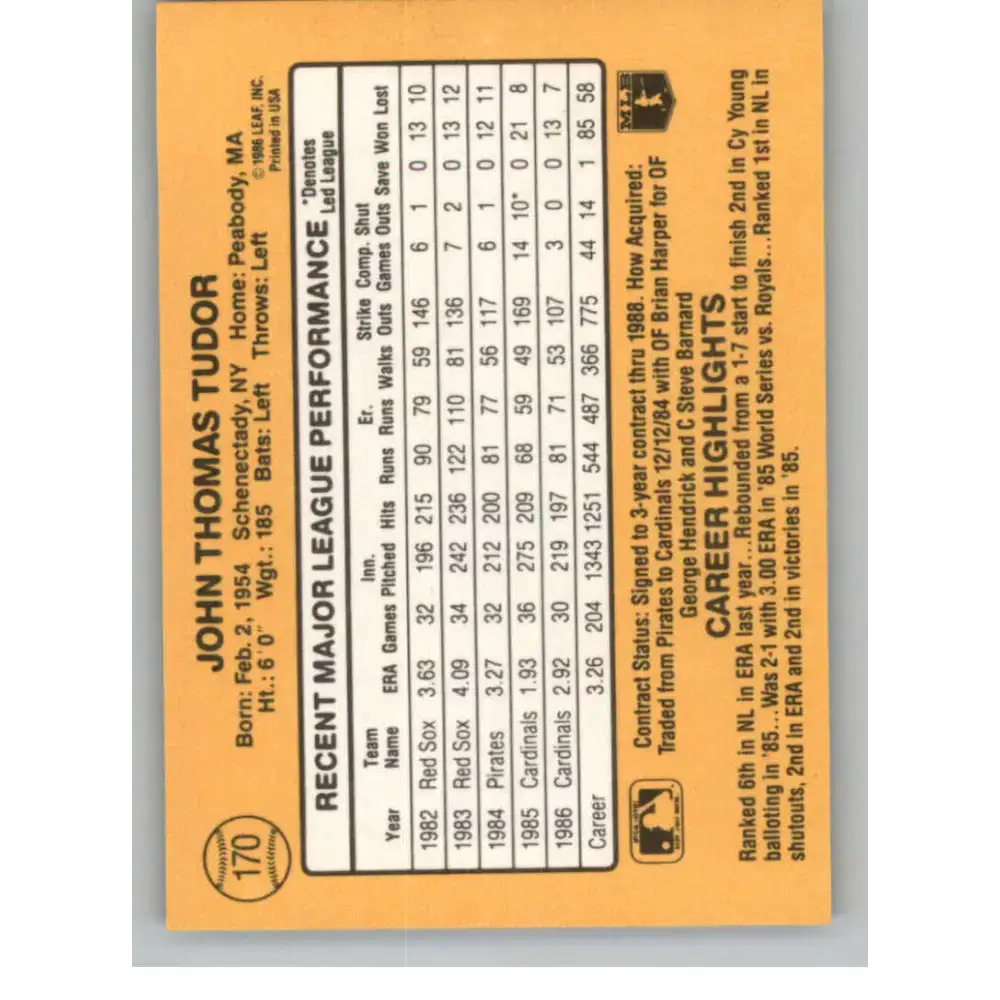 170
JOHN THOMAS TUDOR
Born: Feb. 2, 1954 Schenectady, NY Home: Peabody, MA
Ht.: 6'0" Wgt.: 185 Bats: Left Throws: Left
© 1986 LEAF, INC.
Printed in USA
RECENT MAJOR LEAGUE PERFORMANCE *Denotes Led League
Year Team Name ERA Games Inn. Pitched Hits Runs Er. Runs Walks Strike Outs Comp. Games Shut Outs Save Won Lost
1982 Red Sox 3.63 32 196 215 90 79 59 146 6 1 0 13 10
1983 Red Sox 4.09 34 242 236 122 110 81 136 7 2 0 13 12
1984 Pirates 3.27 32 212 200 81 77 56 117 6 1 0 12 11
1985 Cardinals 1.93 36 275 209 68 59 49 169 14 10* 0 21 8
1986 Cardinals 2.92 30 219 197 81 71 53 107 3 0 0 13 7
Career 3.26 204 1343 1251 544 487 366 775 44 14 1 85 58
Contract Status: Signed to 3-year contract thru 1988. How Acquired:
Traded from Pirates to Cardinals 12/12/84 with OF Brian Harper for OF
George Hendrick and C Steve Barnard
MLB
CAREER HIGHLIGHTS
Ranked 6th in NL in ERA last year...Rebounded from a 1-7 start to finish 2nd in Cy Young
balloting in '85...Was 2-1 with 3.00 ERA in '85 World Series vs. Royals...Ranked 1st in NL in
shutouts, 2nd in ERA and 2nd in victories in '85.